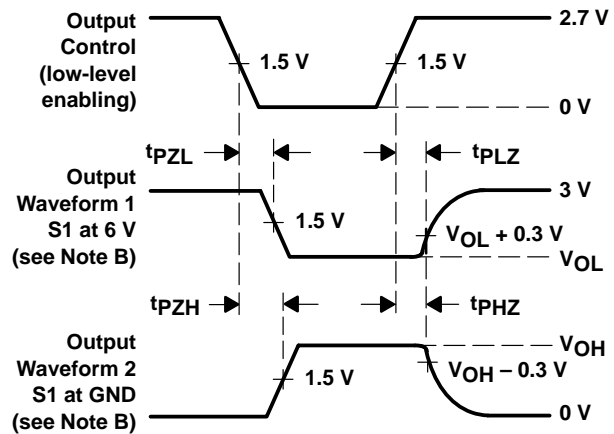 Output
Control
(low-level
enabling)
1.5 V
1.5 V
2.7 V
0 V
tPZL
tPLZ
Output
Waveform 1
S1 at 6 V
(see Note B)
1.5 V
3 V
VOL + 0.3 V
VOL
tPZH
tPHZ
Output
Waveform 2
S1 at GND
(see Note B)
1.5 V
VOH
VOH – 0.3 V
0 V